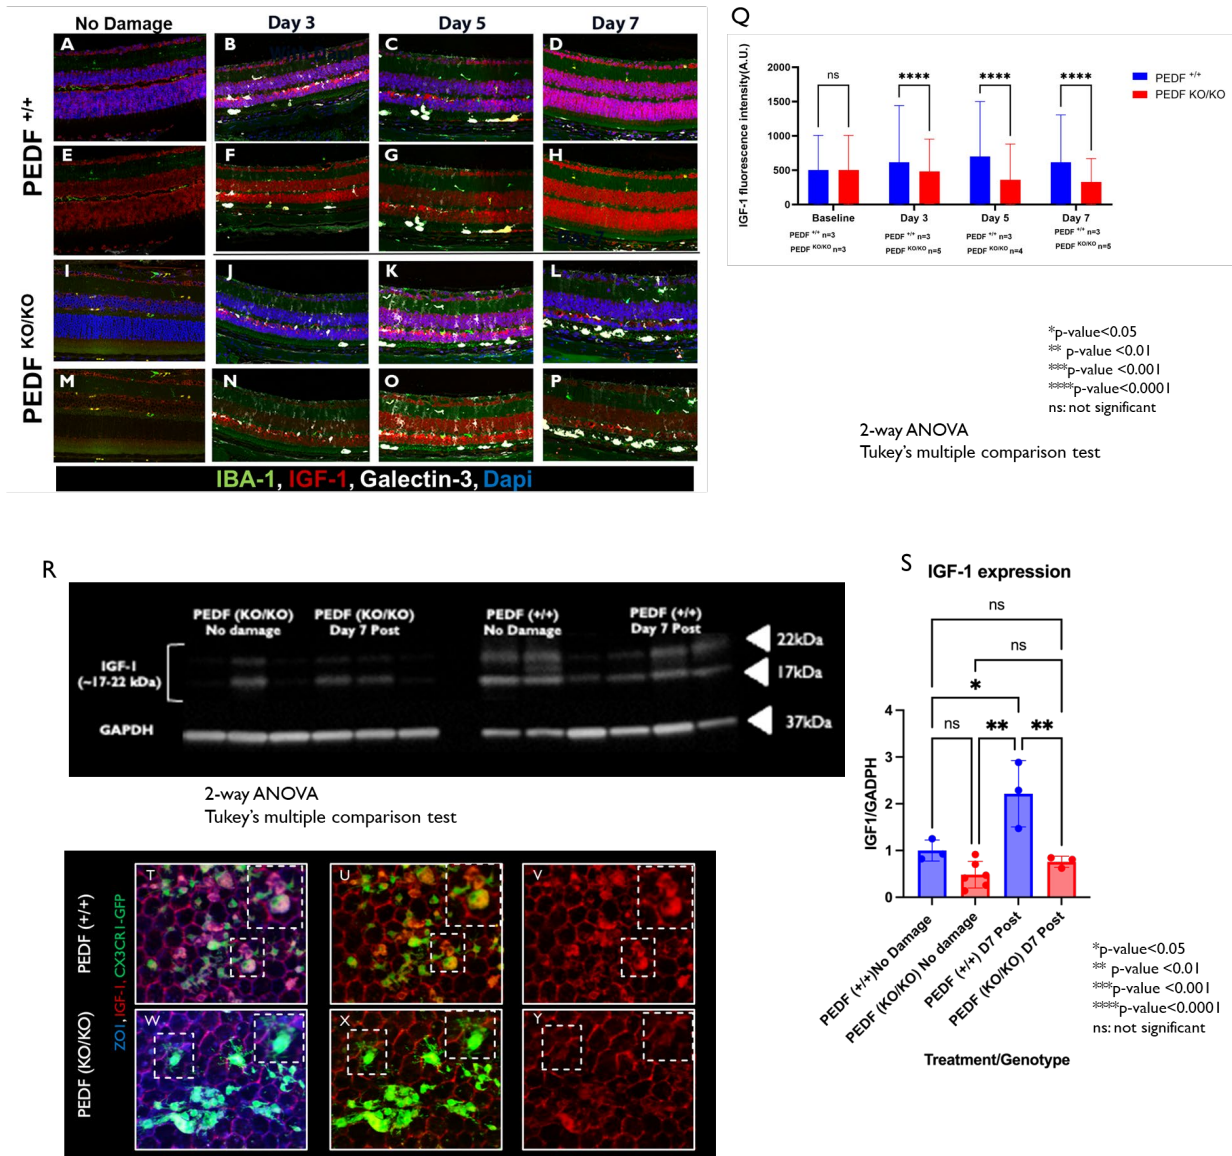 No Damage
Day 3
Day 5
Day 7
PEDF +/+
A
B
C
D
E
F
G
H
PEDF KO/KO
I
J
K
L
M
N
O
P
IBA-1, IGF-1, Galectin-3, Dapi
Q
IGF-1 fluorescence intensity(A.U.)
2000
1500
1000
500
0
ns
****
****
****
PEDF +/+
PEDF KO/KO
Baseline
Day 3
Day 5
Day 7
PEDF +/+ n=3
PEDF KO/KO n=3
PEDF +/+ n=3
PEDF KO/KO n=5
PEDF +/+ n=3
PEDF KO/KO n=4
PEDF +/+ n=3
PEDF KO/KO n=5
*p-value<0.05
** p-value <0.01
***p-value <0.001
****p-value<0.0001
ns: not significant
2-way ANOVA
Tukey's multiple comparison test
R
PEDF (KO/KO)
No damage
PEDF (KO/KO)
Day 7 Post
PEDF (+/+)
No Damage
PEDF (+/+)
Day 7 Post
IGF-1
(~17-22 kDa)
GAPDH
22kDa
17kDa
37kDa
2-way ANOVA
Tukey's multiple comparison test
S
IGF-1 expression
ns
ns
*
ns
**
**
IGF1/GADPH
4
3
2
1
0
PEDF (+/+)No Damage
PEDF (KO/KO) No damage
PEDF (+/+) D7 Post
PEDF (KO/KO) D7 Post
Treatment/Genotype
*p-value<0.05
** p-value <0.01
***p-value <0.001
****p-value<0.0001
ns: not significant
ZO1, IGF-1, CX3CR1-GFP
PEDF (+/+)
T
U
V
PEDF (KO/KO)
W
X
Y